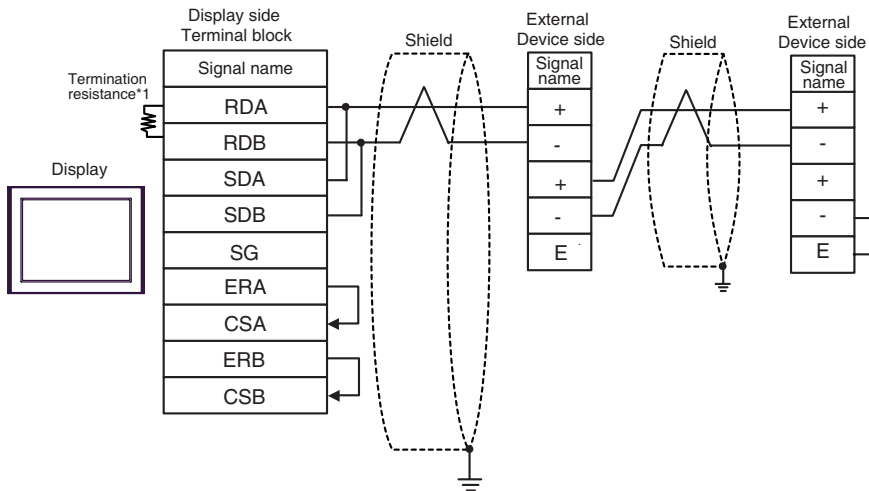 Display side
Terminal block
Shield
External
Device side
Shield
External
Device side
Signal name
Signal
name
Signal
name
Termination
resistance*1
RDA
+
+
RDB
-
-
Display
SDA
+
+
SDB
-
-
SG
E
E
ERA
CSA
ERB
CSB